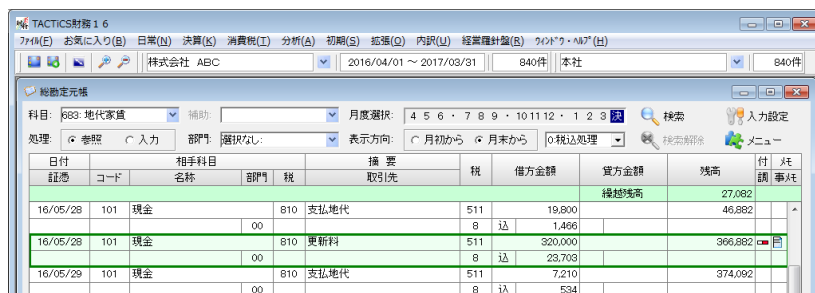 TACTiCS財務16
ファイル(F) お気に入り(B) 日常(N) 決算(K) 消費税(T) 分析(A) 初期(S) 拡張(O) 内訳(U) 経営羅針盤(R) ウィンドウ・ヘルプ(H)
株式会社 ABC 2016/04/01 ～ 2017/03/31 840件 本社 840件
総勘定元帳
科目: 683: 地代家賃 補助: 月度選択: 4 5 6 ・ 7 8 9 ・ 10 11 12 ・ 1 2 3 決 検索 入力設定
処理: 参照 入力 部門: 選択なし: 表示方向: 月初から 月末から 0:税込処理 検索解除 メニュー
日付 相手科目 摘要 税 借方金額 貸方金額 残高 付 メモ
証憑 コード 名称 部門 税 取引先 調 事メモ
繰越残高 27,082
16/05/28 101 現金 810 支払地代 511 19,800 46,882
00 8 込 1,466
16/05/28 101 現金 810 更新料 511 320,000 366,882
00 8 込 23,703
16/05/29 101 現金 810 支払地代 511 7,210 374,092
00 8 込 534